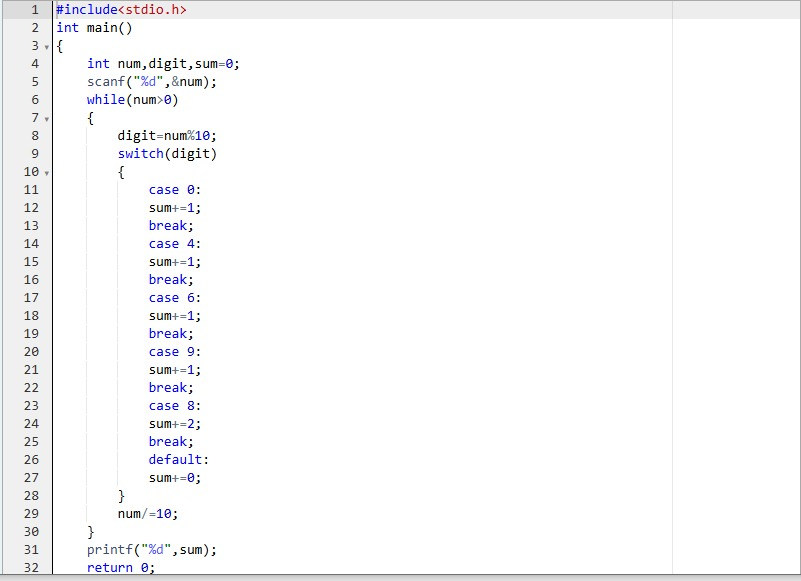 1 #include<stdio.h>
2 int main()
3 {
4 int num,digit,sum=0;
5 scanf("%d",&num);
6 while(num>0)
7 {
8 digit=num%10;
9 switch(digit)
10 {
11 case 0:
12 sum+=1;
13 break;
14 case 4:
15 sum+=1;
16 break;
17 case 6:
18 sum+=1;
19 break;
20 case 9:
21 sum+=1;
22 break;
23 case 8:
24 sum+=2;
25 break;
26 default:
27 sum+=0;
28 }
29 num/=10;
30 }
31 printf("%d",sum);
32 return 0;